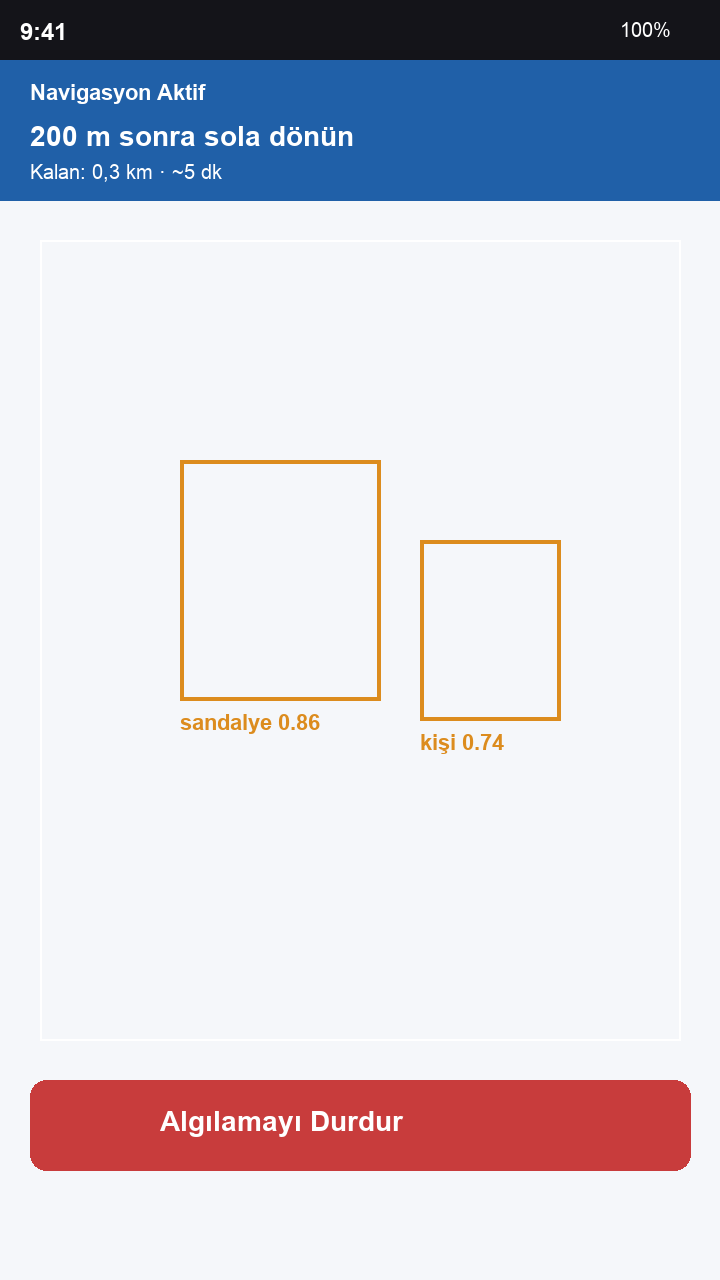 9:41
100%
Navigasyon Aktif
200 m sonra sola dönün
Kalan: 0,3 km · ~5 dk
sandalye 0.86
kişi 0.74
Algılamayı Durdur